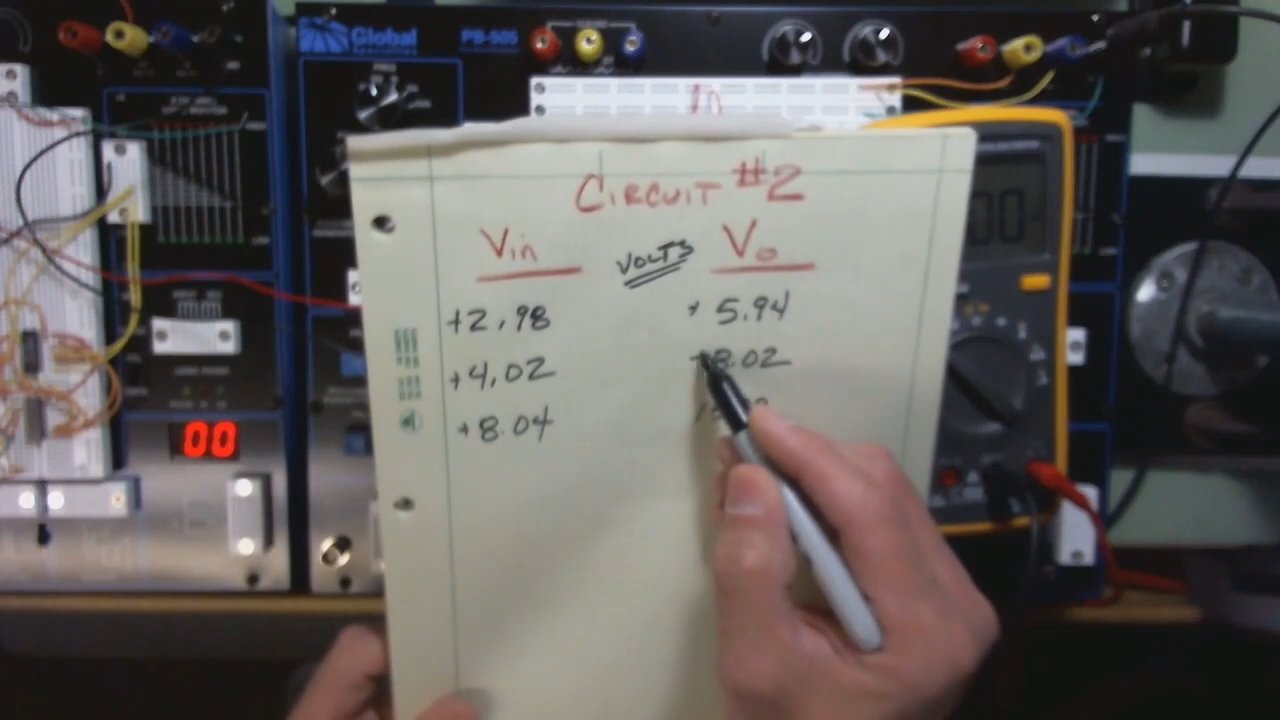 Global PB-505
In
CIRCUIT #2
Vin VOLTS Vo
+2.98 + 5.94
+4.02 +8.02
+8.04
00